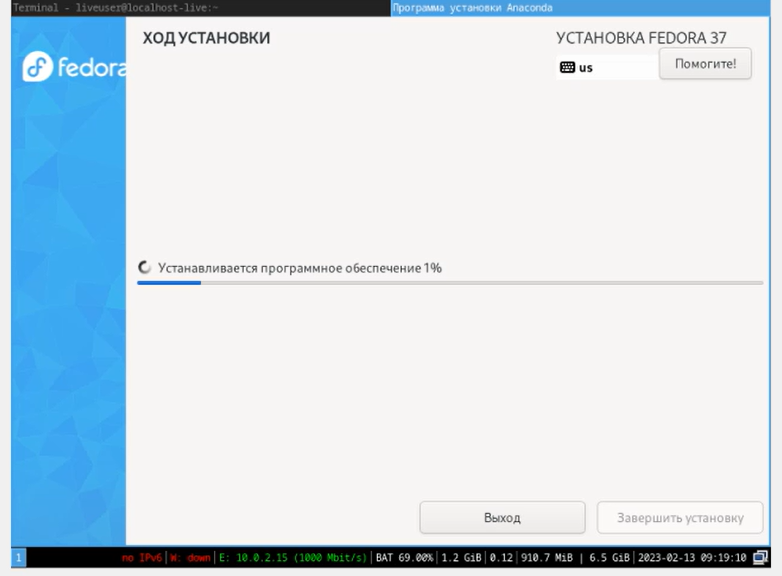 Terminal - liveuser@localhost-live:~
Программа установки Anaconda
fedora
ХОД УСТАНОВКИ
УСТАНОВКА FEDORA 37
us
Помогите!
Устанавливается программное обеспечение 1%
Выход
Завершить установку
1
no IPv6|W: down|E: 10.0.2.15 (1000 Mbit/s)|BAT 69.00%|1.2 GiB|0.12|910.7 MiB | 6.5 GiB|2023-02-13 09:19:10